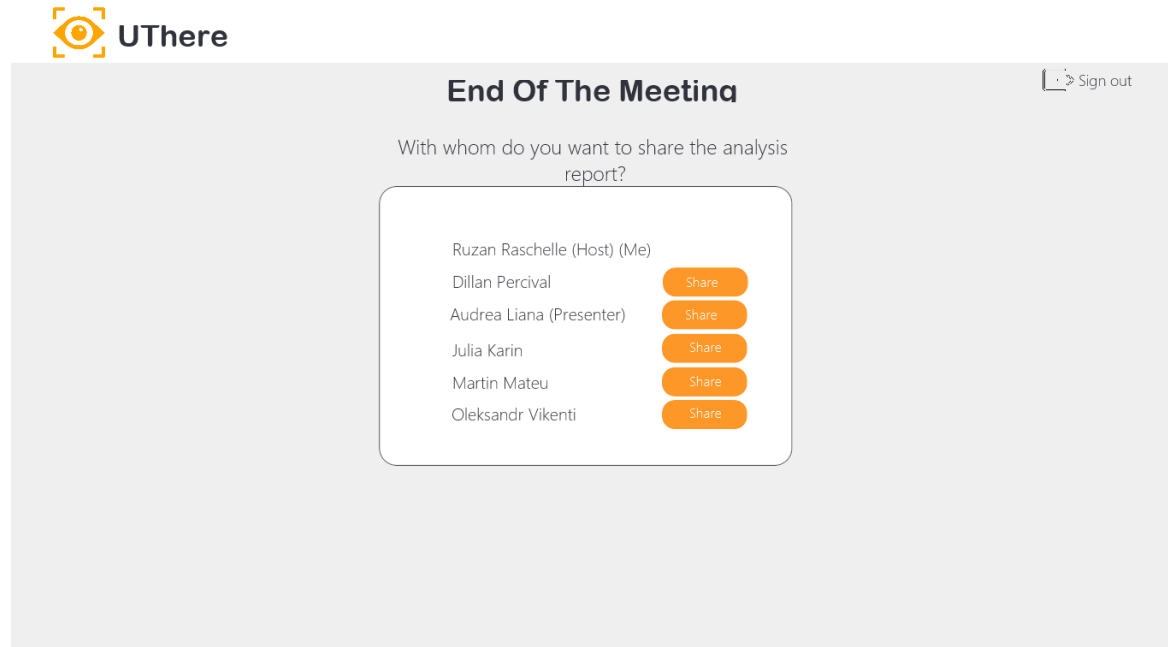 UThere
End Of The Meeting
Sign out
With whom do you want to share the analysis
report?
Ruzan Raschelle (Host) (Me)
Dillan Percival Share
Audrea Liana (Presenter) Share
Julia Karin Share
Martin Mateu Share
Oleksandr Vikenti Share